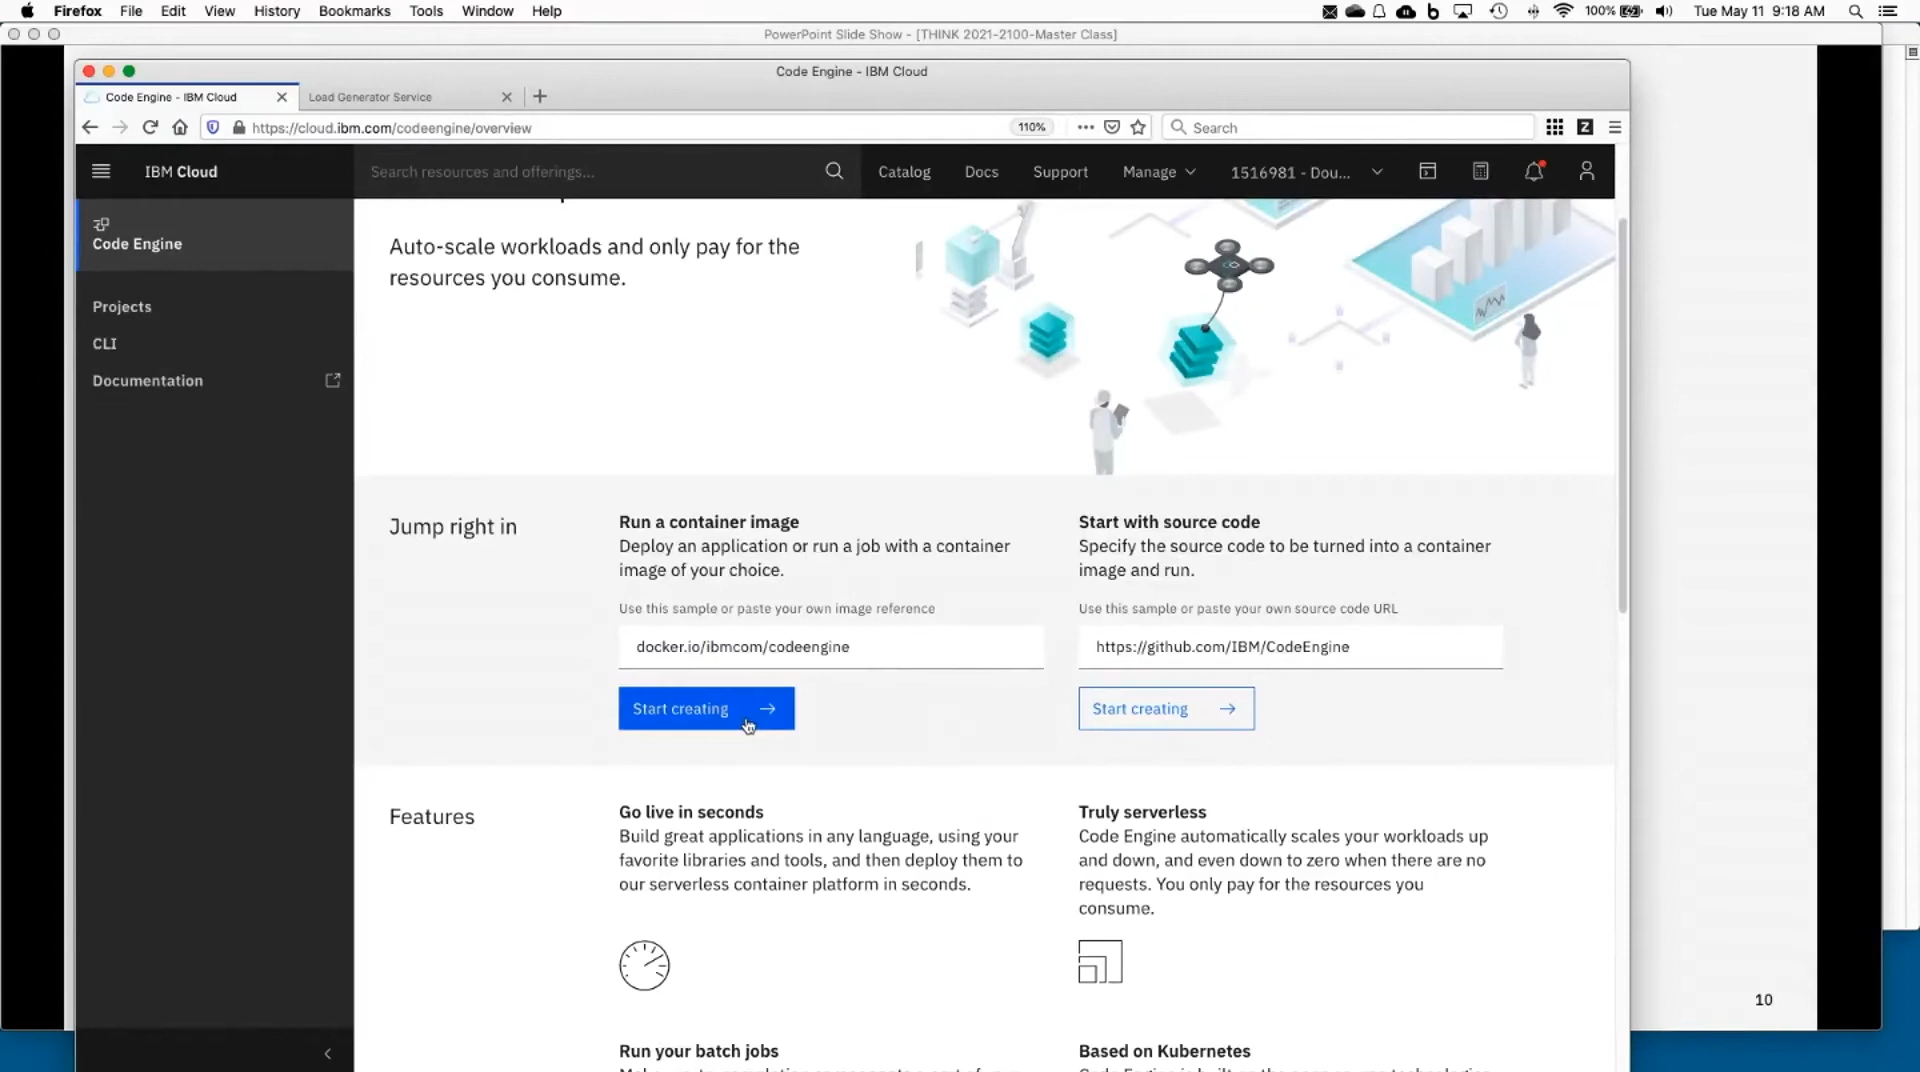 Firefox File Edit View History Bookmarks Tools Window Help 100% Tue May 11 9:18 AM
PowerPoint Slide Show - [THINK 2021-2100-Master Class]
Code Engine - IBM Cloud
Code Engine - IBM Cloud Load Generator Service
https://cloud.ibm.com/codeengine/overview 110% Search
IBM Cloud Search resources and offerings... Catalog Docs Support Manage 1516981 - Dou...
Code Engine
Projects
CLI
Documentation
Auto-scale workloads and only pay for the
resources you consume.
Jump right in
Run a container image
Deploy an application or run a job with a container
image of your choice.
Use this sample or paste your own image reference
docker.io/ibmcom/codeengine
Start creating
Start with source code
Specify the source code to be turned into a container
image and run.
Use this sample or paste your own source code URL
https://github.com/IBM/CodeEngine
Start creating
Features
Go live in seconds
Build great applications in any language, using your
favorite libraries and tools, and then deploy them to
our serverless container platform in seconds.
Truly serverless
Code Engine automatically scales your workloads up
and down, and even down to zero when there are no
requests. You only pay for the resources you
consume.
Run your batch jobs
Based on Kubernetes
10